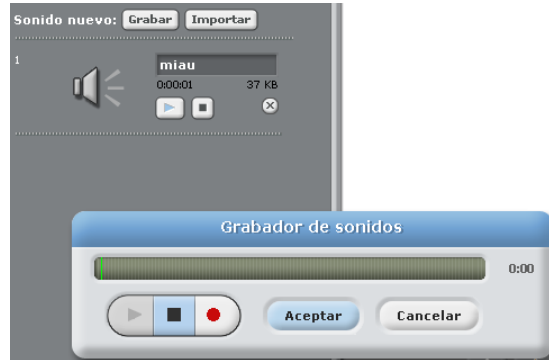 Sonido nuevo: Grabar Importar
1
miau
0:00:01 37 KB
Grabador de sonidos
0:00
Aceptar Cancelar